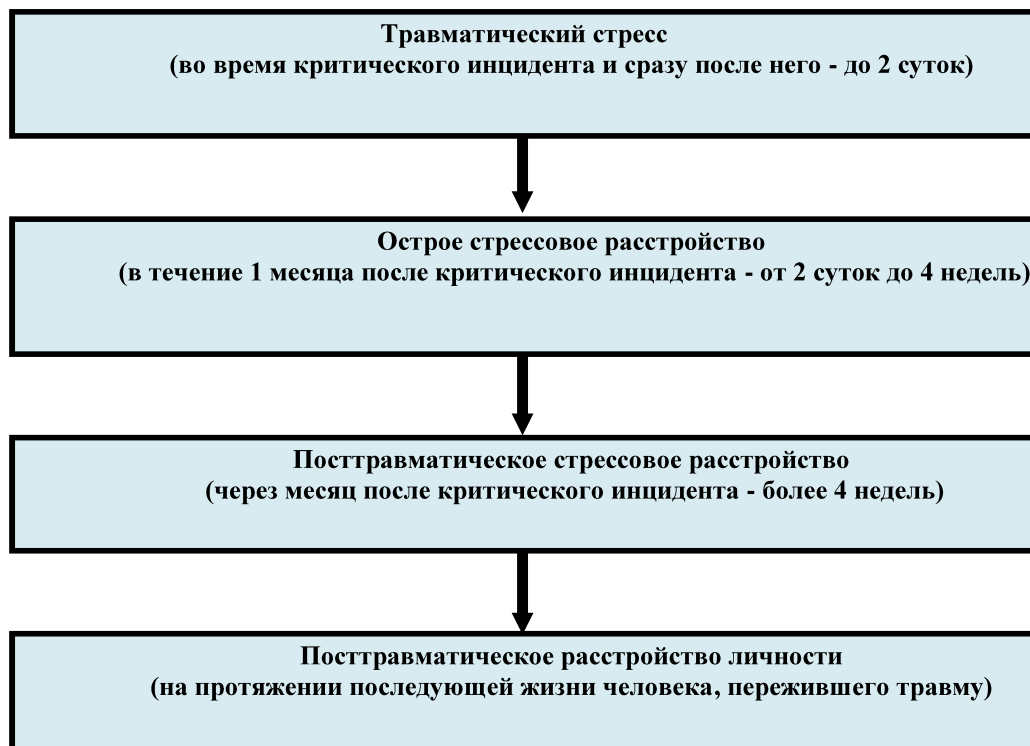 Травматический стресс
(во время критического инцидента и сразу после него - до 2 суток)
Острое стрессовое расстройство
(в течение 1 месяца после критического инцидента - от 2 суток до 4 недель)
Посттравматическое стрессовое расстройство
(через месяц после критического инцидента - более 4 недель)
Посттравматическое расстройство личности
(на протяжении последующей жизни человека, пережившего травму)